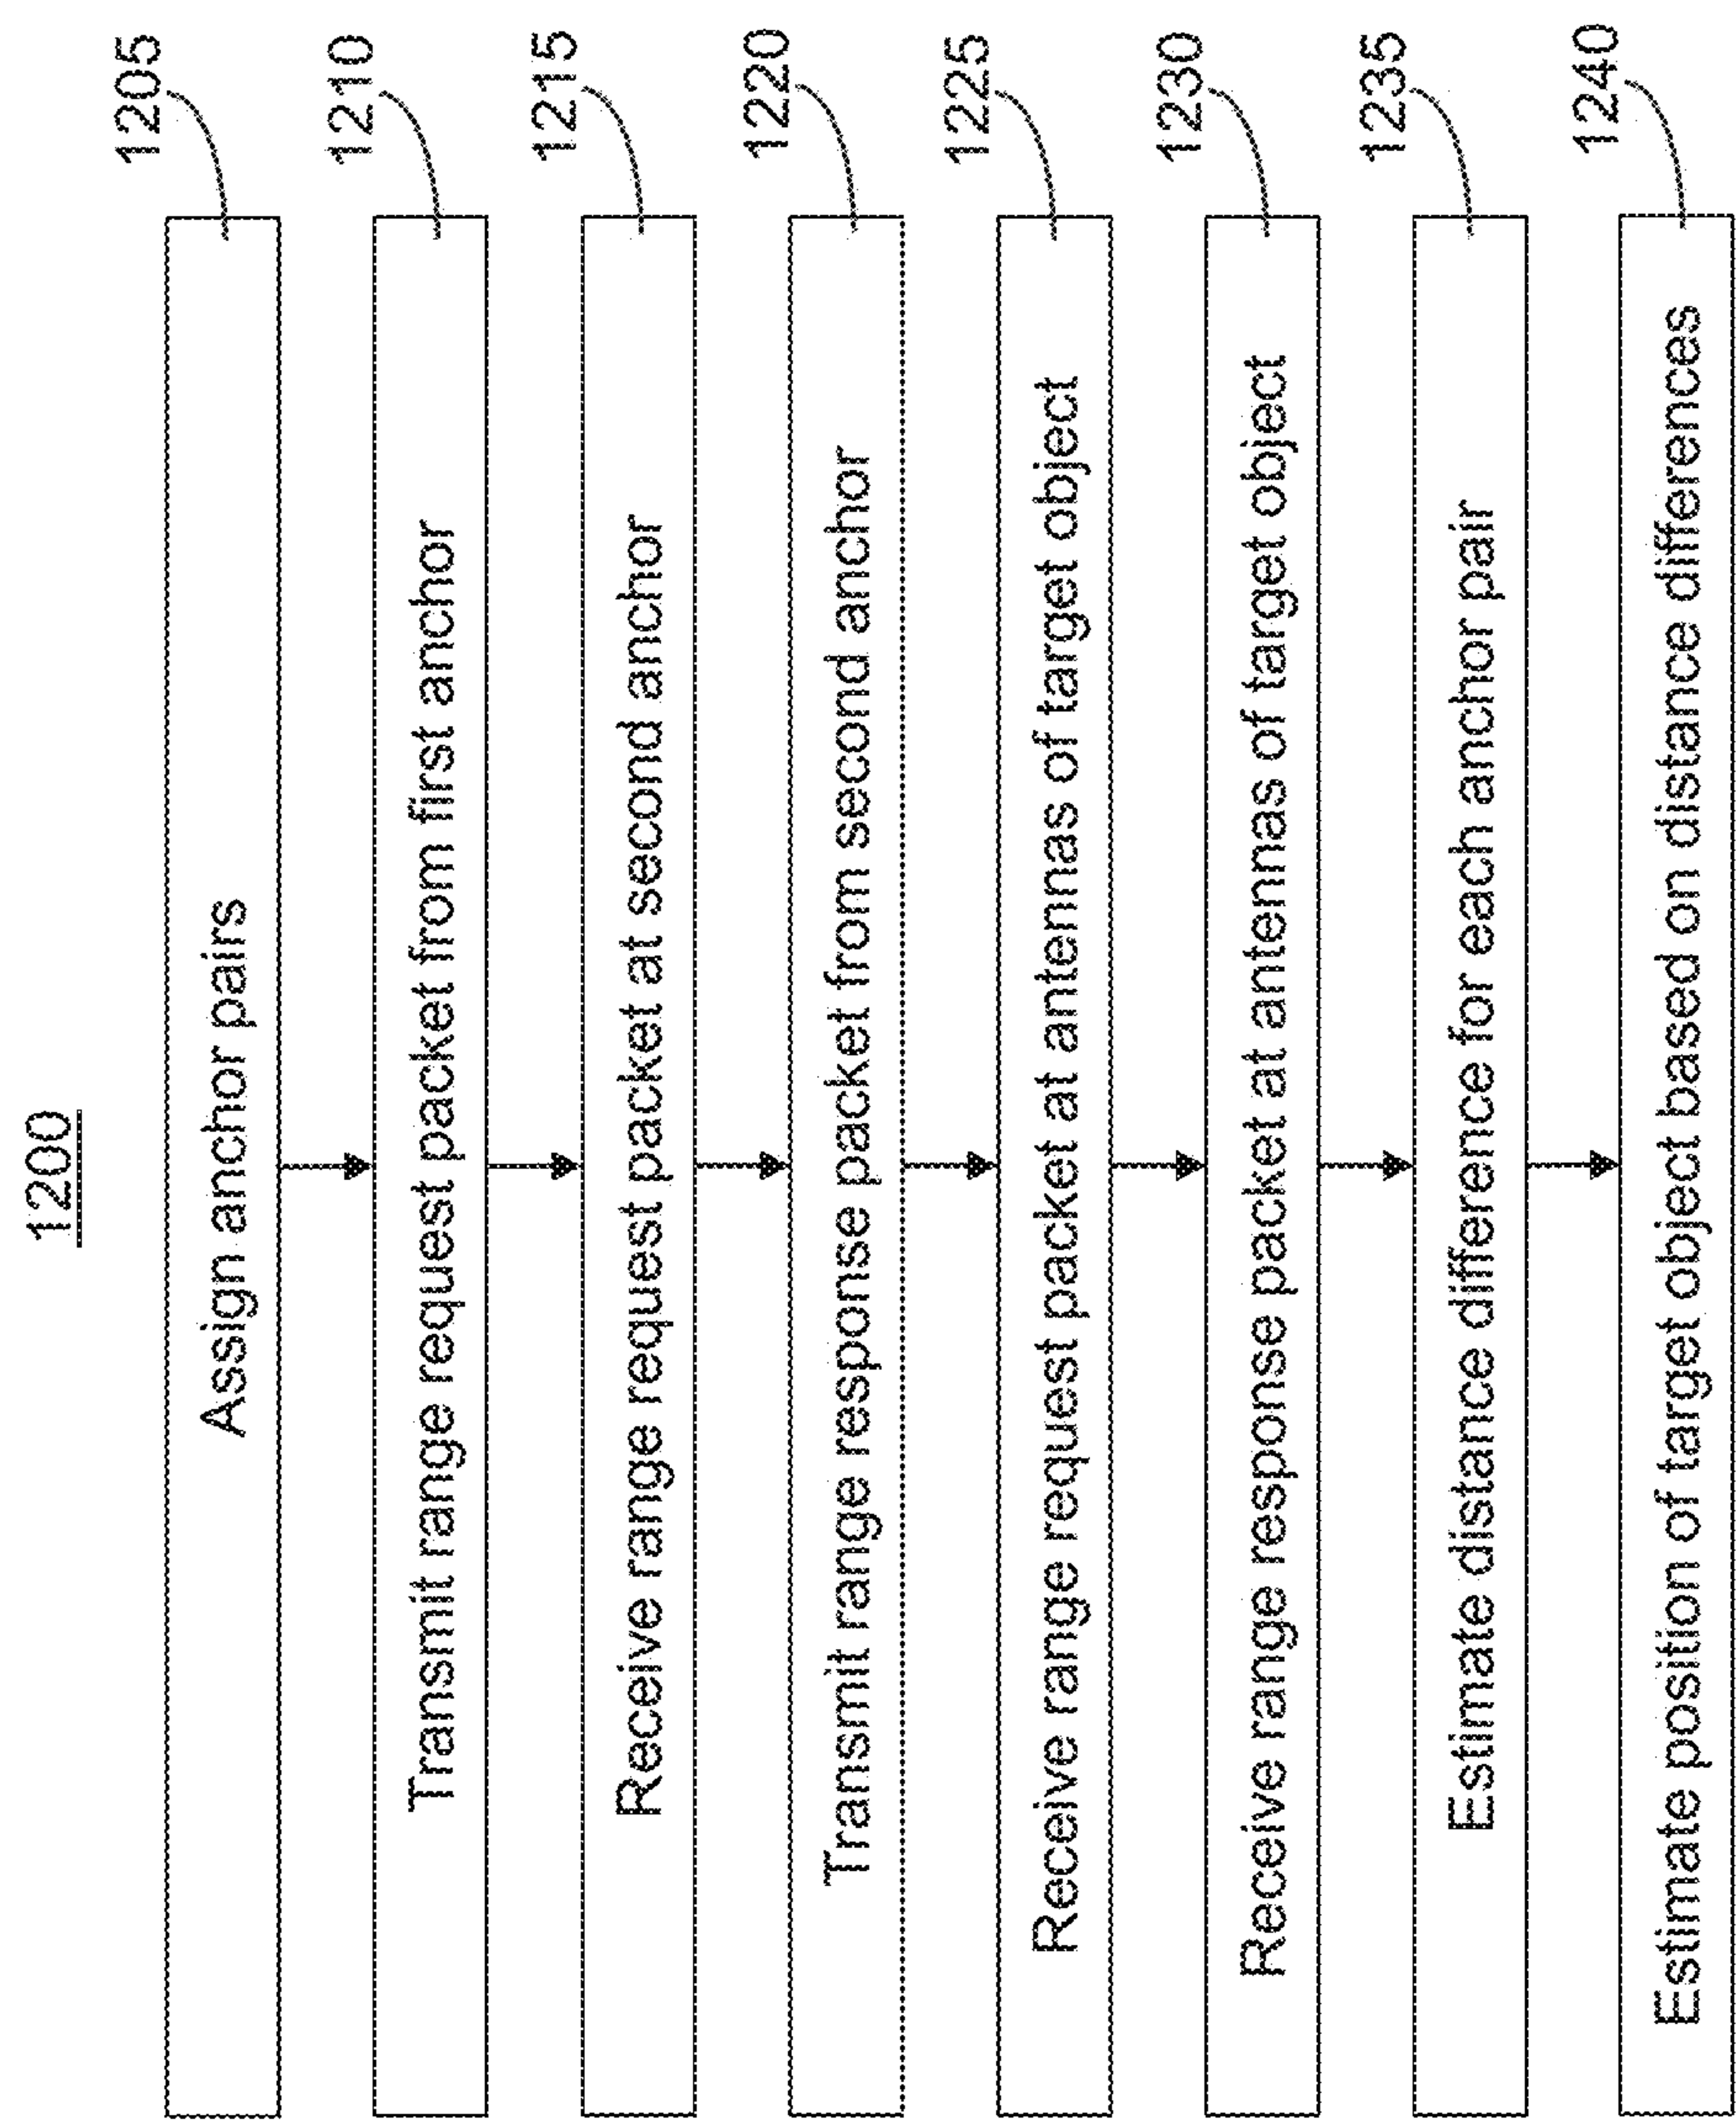 1200
Assign anchor pairs
1205
Transmit range request packet from first anchor
1210
Receive range request packet at second anchor
1215
Transmit range response packet from second anchor
1220
Receive range request packet at antennas of target object
1225
Receive range response packet at antennas of target object
1230
Estimate distance difference for each anchor pair
1235
Estimate position of target object based on distance differences
1240